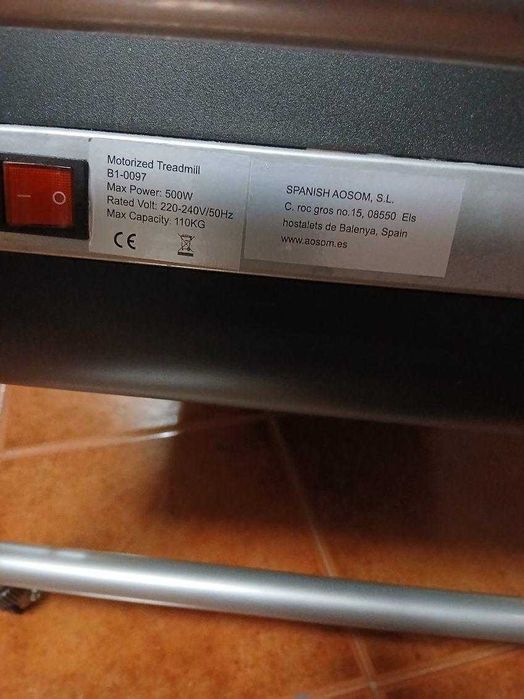 Motorized Treadmill
B1-0097
Max Power: 500W
Rated Volt: 220-240V/50Hz
Max Capacity: 110KG
CE
SPANISH AOSOM, S.L.
C. roc gros no.15, 08550 Els
hostalets de Balenya, Spain
www.aosom.es